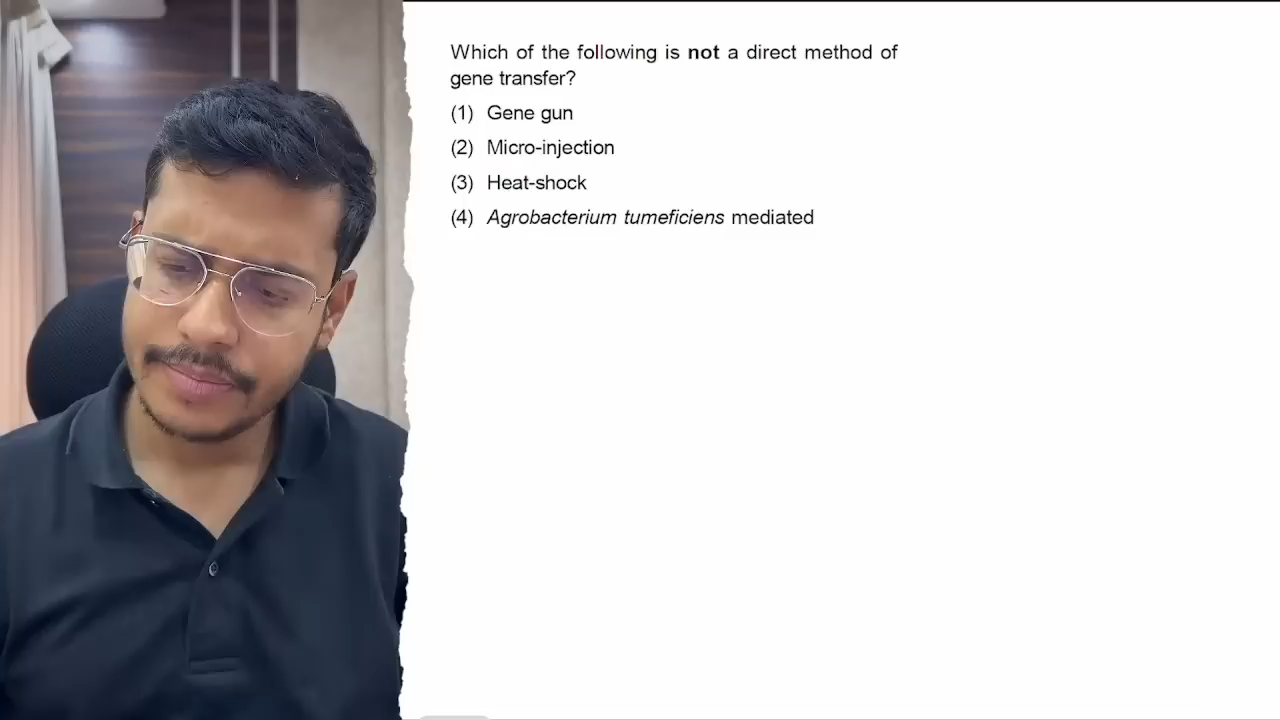 Which of the following is not a direct method of
gene transfer?
(1) Gene gun
(2) Micro-injection
(3) Heat-shock
(4) Agrobacterium tumeficiens mediated